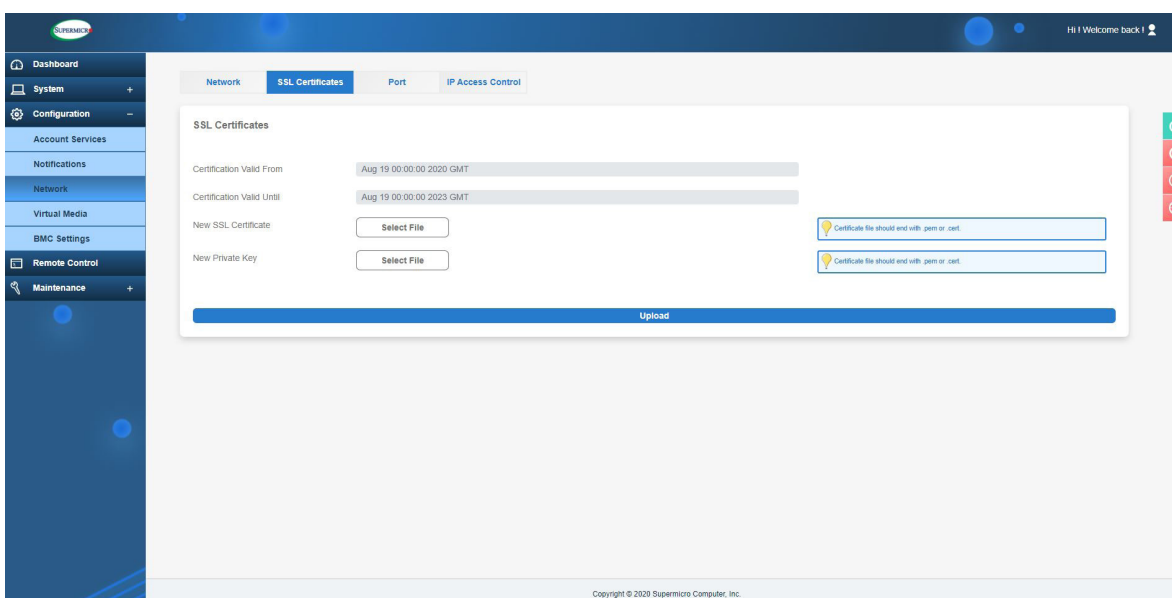 SUPERMICR
Hi ! Welcome back !
Dashboard
System +
Configuration −
Account Services
Notifications
Network
Virtual Media
BMC Settings
Remote Control
Maintenance +
Network SSL Certificates Port IP Access Control
SSL Certificates
Certification Valid From Aug 19 00:00:00 2020 GMT
Certification Valid Until Aug 19 00:00:00 2023 GMT
New SSL Certificate Select File Certificate file should end with .pem or .cert.
New Private Key Select File Certificate file should end with .pem or .cert.
Upload
Copyright © 2020 Supermicro Computer, Inc.